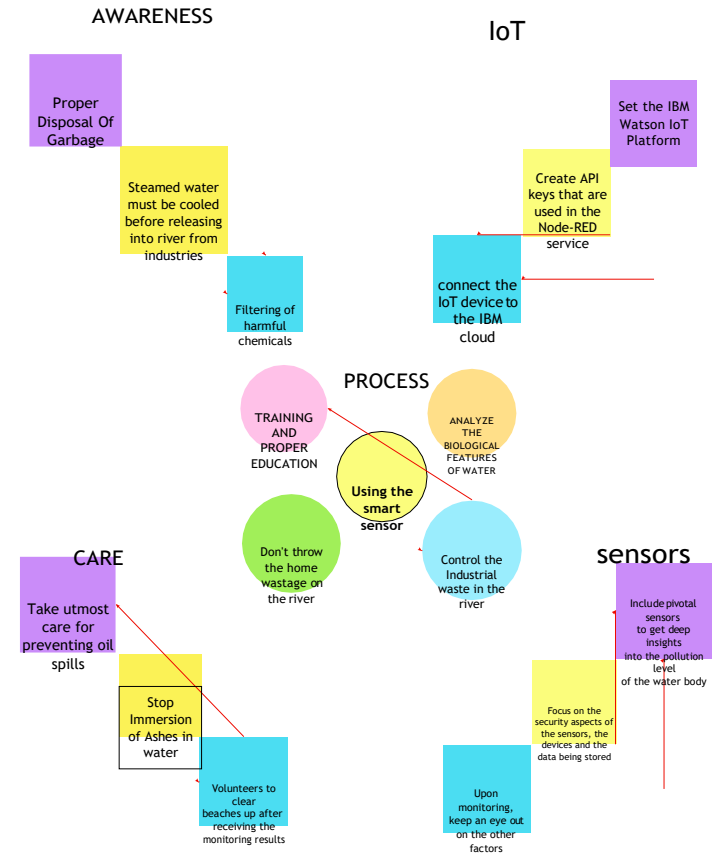 AWARENESS
Proper
Disposal Of
Garbage
Steamed water
must be cooled
before releasing
into river from
industries
Filtering of
harmful
chemicals
IoT
Set the IBM
Watson IoT
Platform
Create API
keys that are
used in the
Node-RED
service
connect the
IoT device to
the IBM
cloud
PROCESS
TRAINING
AND
PROPER
EDUCATION
ANALYZE
THE
BIOLOGICAL
FEATURES
OF WATER
Using the
smart
sensor
Don't throw
the home
wastage on
the river
Control the
Industrial
waste in the
river
CARE
Take utmost
care for
preventing oil
spills
Stop
Immersion
of Ashes in
water
Volunteers to
clear
beaches up after
receiving the
monitoring results
sensors
Include pivotal
sensors
to get deep
insights
into the pollution
level
of the water body
Focus on the
security aspects of
the sensors, the
devices and the
data being stored
Upon
monitoring,
keep an eye out
on the other
factors